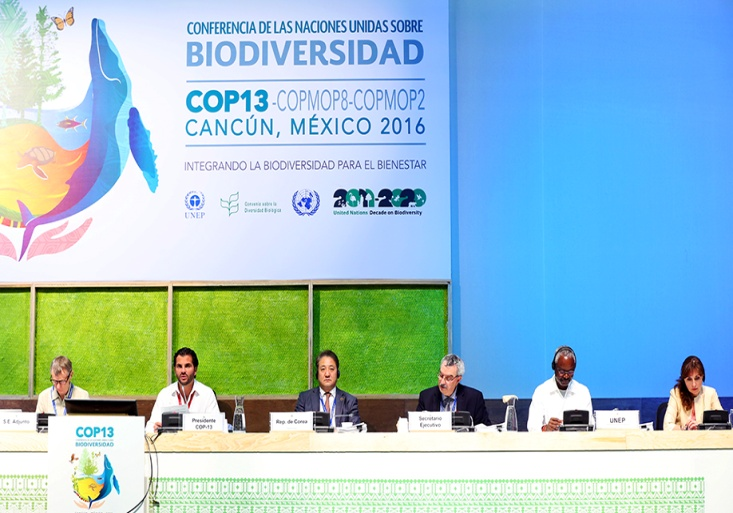 CONFERENCIA DE LAS NACIONES UNIDAS SOBRE
BIODIVERSIDAD
COP13-COPMOP8-COPMOP2
CANCÚN, MÉXICO 2016
INTEGRANDO LA BIODIVERSIDAD PARA EL BIENESTAR
UNEP
Convenio sobre la
Diversidad Biológica
2011-2020
United Nations Decade on Biodiversity
S.E Adjunto
Presidente
COP13
Rep. de Corea
Secretario
Ejecutivo
UNEP
COP13
BIODIVERSIDAD